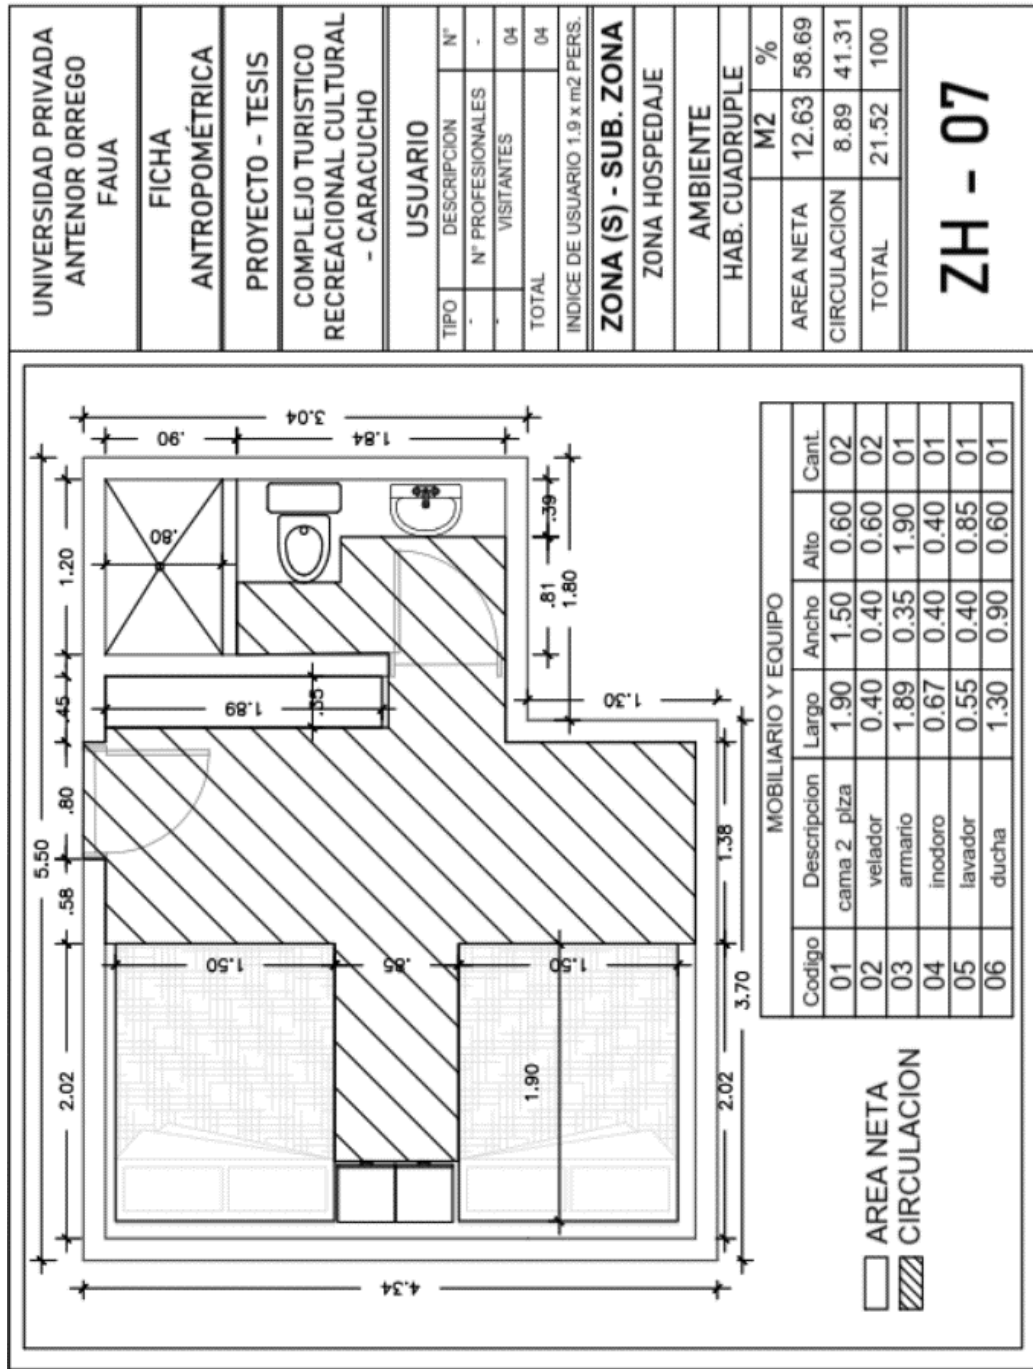 UNIVERSIDAD PRIVADA
ANTENOR ORREGO
FAUA
FICHA
ANTROPOMÉTRICA
PROYECTO - TESIS
COMPLEJO TURISTICO
RECREACIONAL CULTURAL
- CARACUCHO
USUARIO
TIPO DESCRIPCION N°
- N° PROFESIONALES -
- VISITANTES 04
TOTAL 04
INDICE DE USUARIO 1.9 x m2 PERS.
ZONA (S) - SUB. ZONA
ZONA HOSPEDAJE
AMBIENTE
HAB. CUADRUPLE
M2 %
AREA NETA 12.63 58.69
CIRCULACION 8.89 41.31
TOTAL 21.52 100
ZH - 07
5.50
2.02 .58 .80 .45 1.20
.90
1.84
3.04
.80
1.89
.35
.39
.81
1.80
1.30
1.50
.85
1.50
1.90
4.34
2.02 1.38
3.70
MOBILIARIO Y EQUIPO
Codigo Descripcion Largo Ancho Alto Cant.
01 cama 2 plza 1.90 1.50 0.60 02
02 velador 0.40 0.40 0.60 02
03 armario 1.89 0.35 1.90 01
04 inodoro 0.67 0.40 0.40 01
05 lavador 0.55 0.40 0.85 01
06 ducha 1.30 0.90 0.60 01
AREA NETA
CIRCULACION